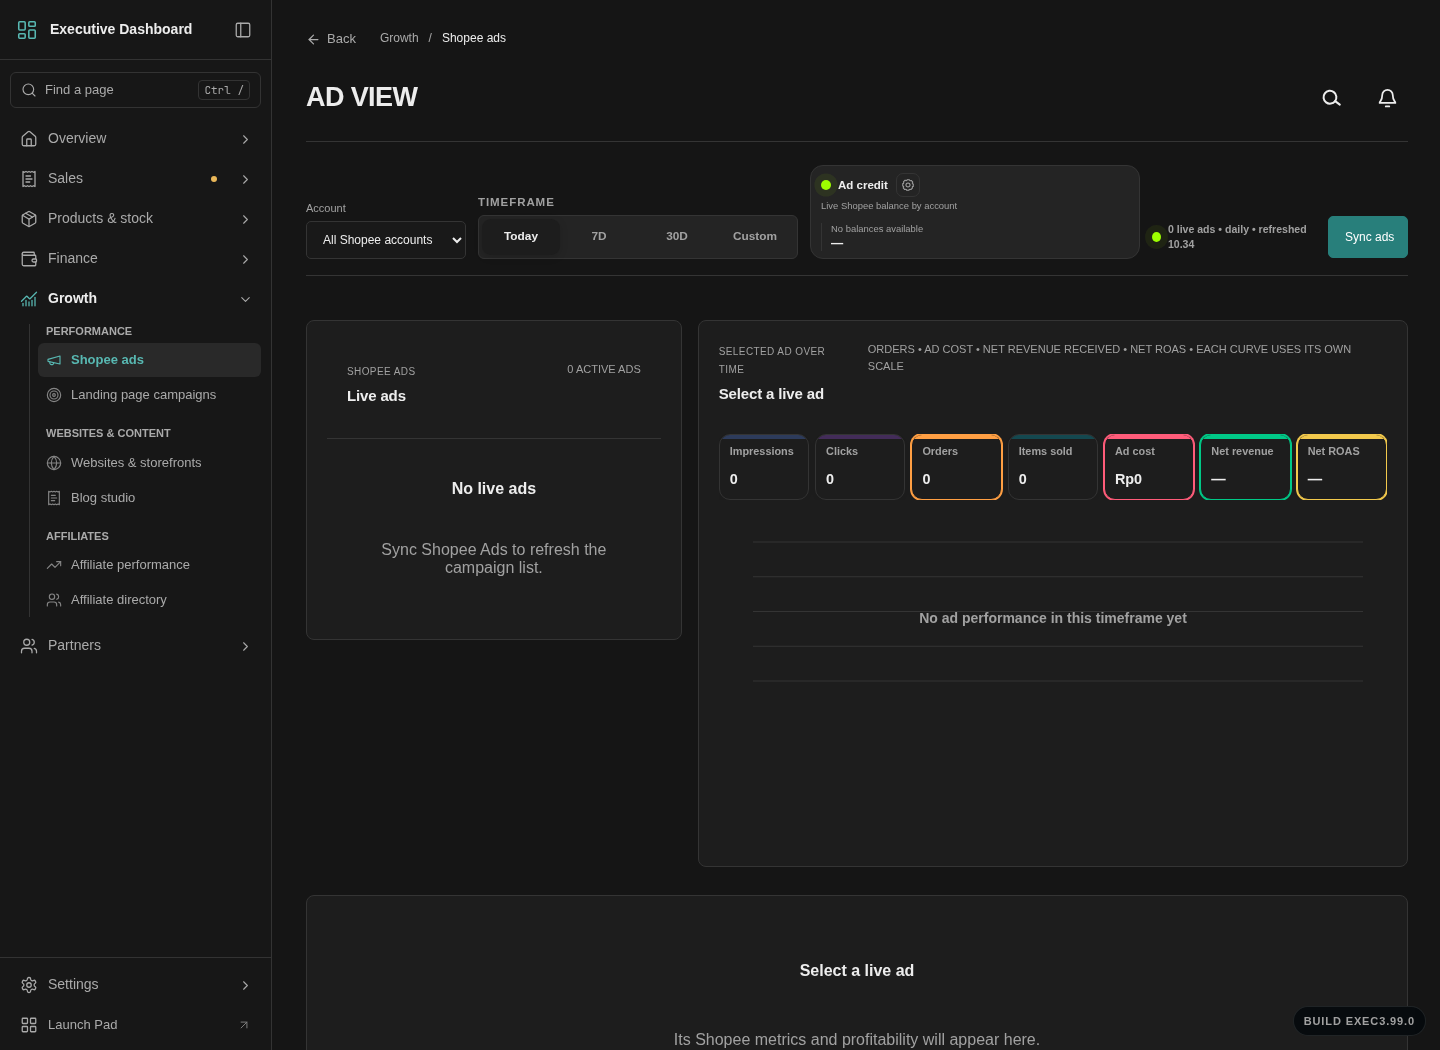 Executive Dashboard
Find a page
Ctrl /
Overview
Sales
Products & stock
Finance
Growth
PERFORMANCE
Shopee ads
Landing page campaigns
WEBSITES & CONTENT
Websites & storefronts
Blog studio
AFFILIATES
Affiliate performance
Affiliate directory
Partners
Settings
Launch Pad
Back
Growth / Shopee ads
AD VIEW
Account
All Shopee accounts
TIMEFRAME
Today
7D
30D
Custom
Ad credit
Live Shopee balance by account
No balances available
—
0 live ads • daily • refreshed
10.34
Sync ads
SHOPEE ADS
0 ACTIVE ADS
Live ads
No live ads
Sync Shopee Ads to refresh the
campaign list.
SELECTED AD OVER
TIME
Select a live ad
ORDERS • AD COST • NET REVENUE RECEIVED • NET ROAS • EACH CURVE USES ITS OWN
SCALE
Impressions
0
Clicks
0
Orders
0
Items sold
0
Ad cost
Rp0
Net revenue
—
Net ROAS
—
No ad performance in this timeframe yet
Select a live ad
Its Shopee metrics and profitability will appear here.
BUILD EXEC3.99.0